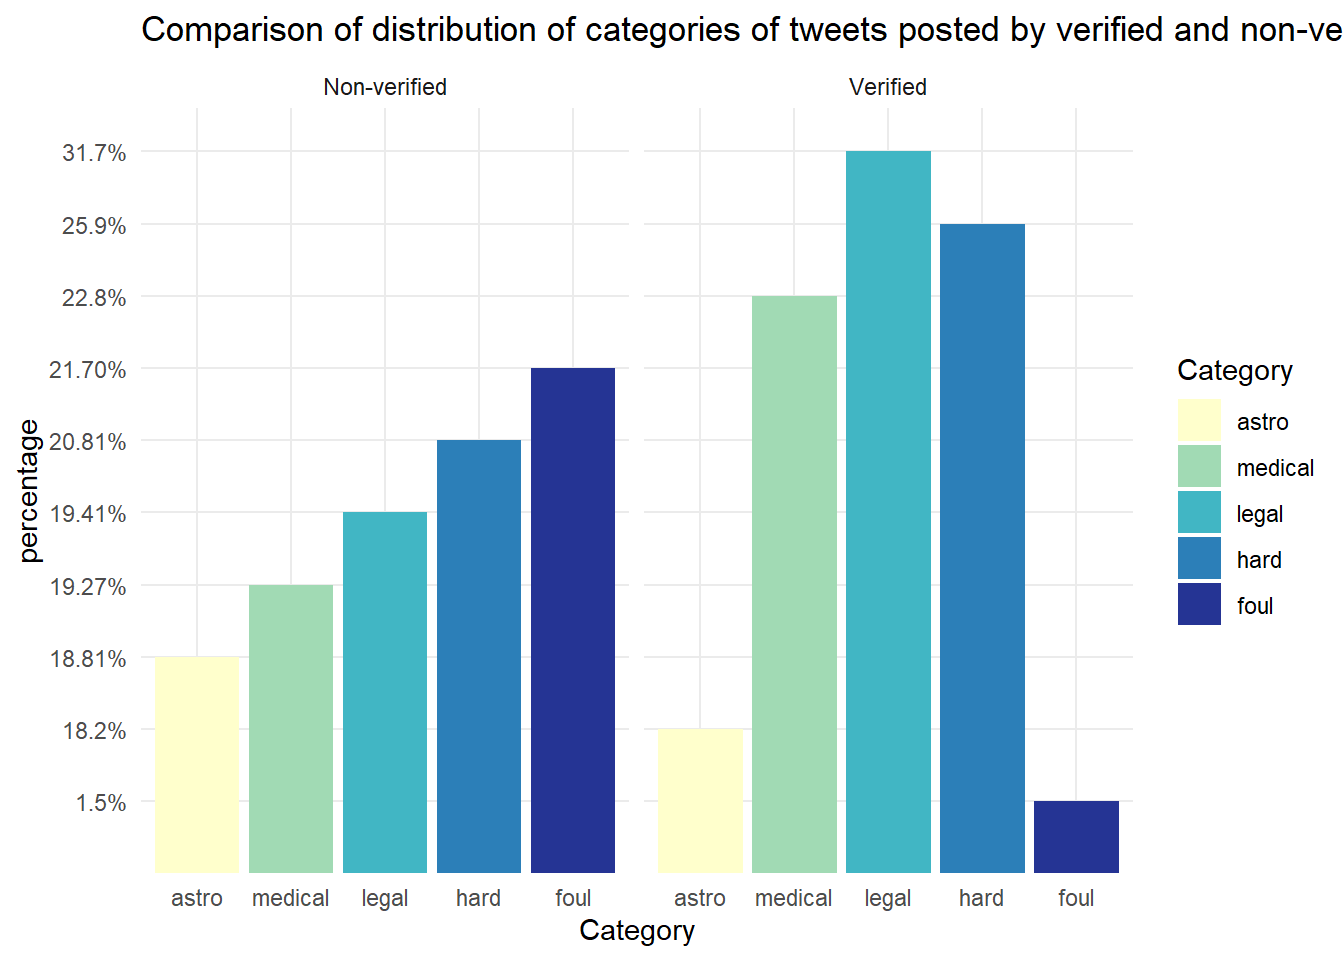 Comparison of distribution of categories of tweets posted by verified and non-ve
Non-verified
Verified
31.7%
25.9%
22.8%
21.70%
20.81%
19.41%
19.27%
18.81%
18.2%
1.5%
percentage
astro medical legal hard foul
astro medical legal hard foul
Category
Category
astro
medical
legal
hard
foul